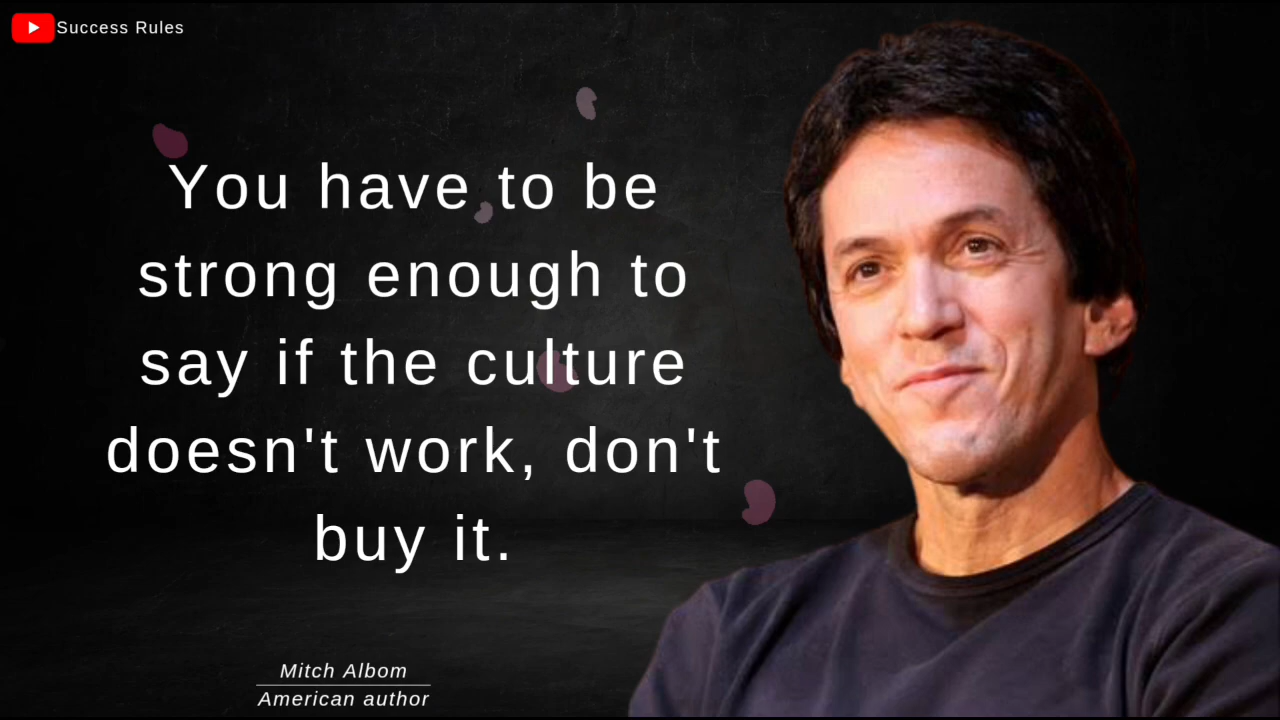 Success Rules
You have to be
strong enough to
say if the culture
doesn't work, don't
buy it.
Mitch Albom
American author